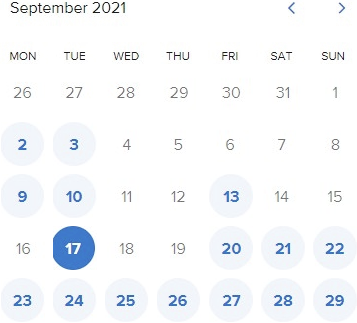 September 2021
MON TUE WED THU FRI SAT SUN
26 27 28 29 30 31 1
2 3 4 5 6 7 8
9 10 11 12 13 14 15
16 17 18 19 20 21 22
23 24 25 26 27 28 29